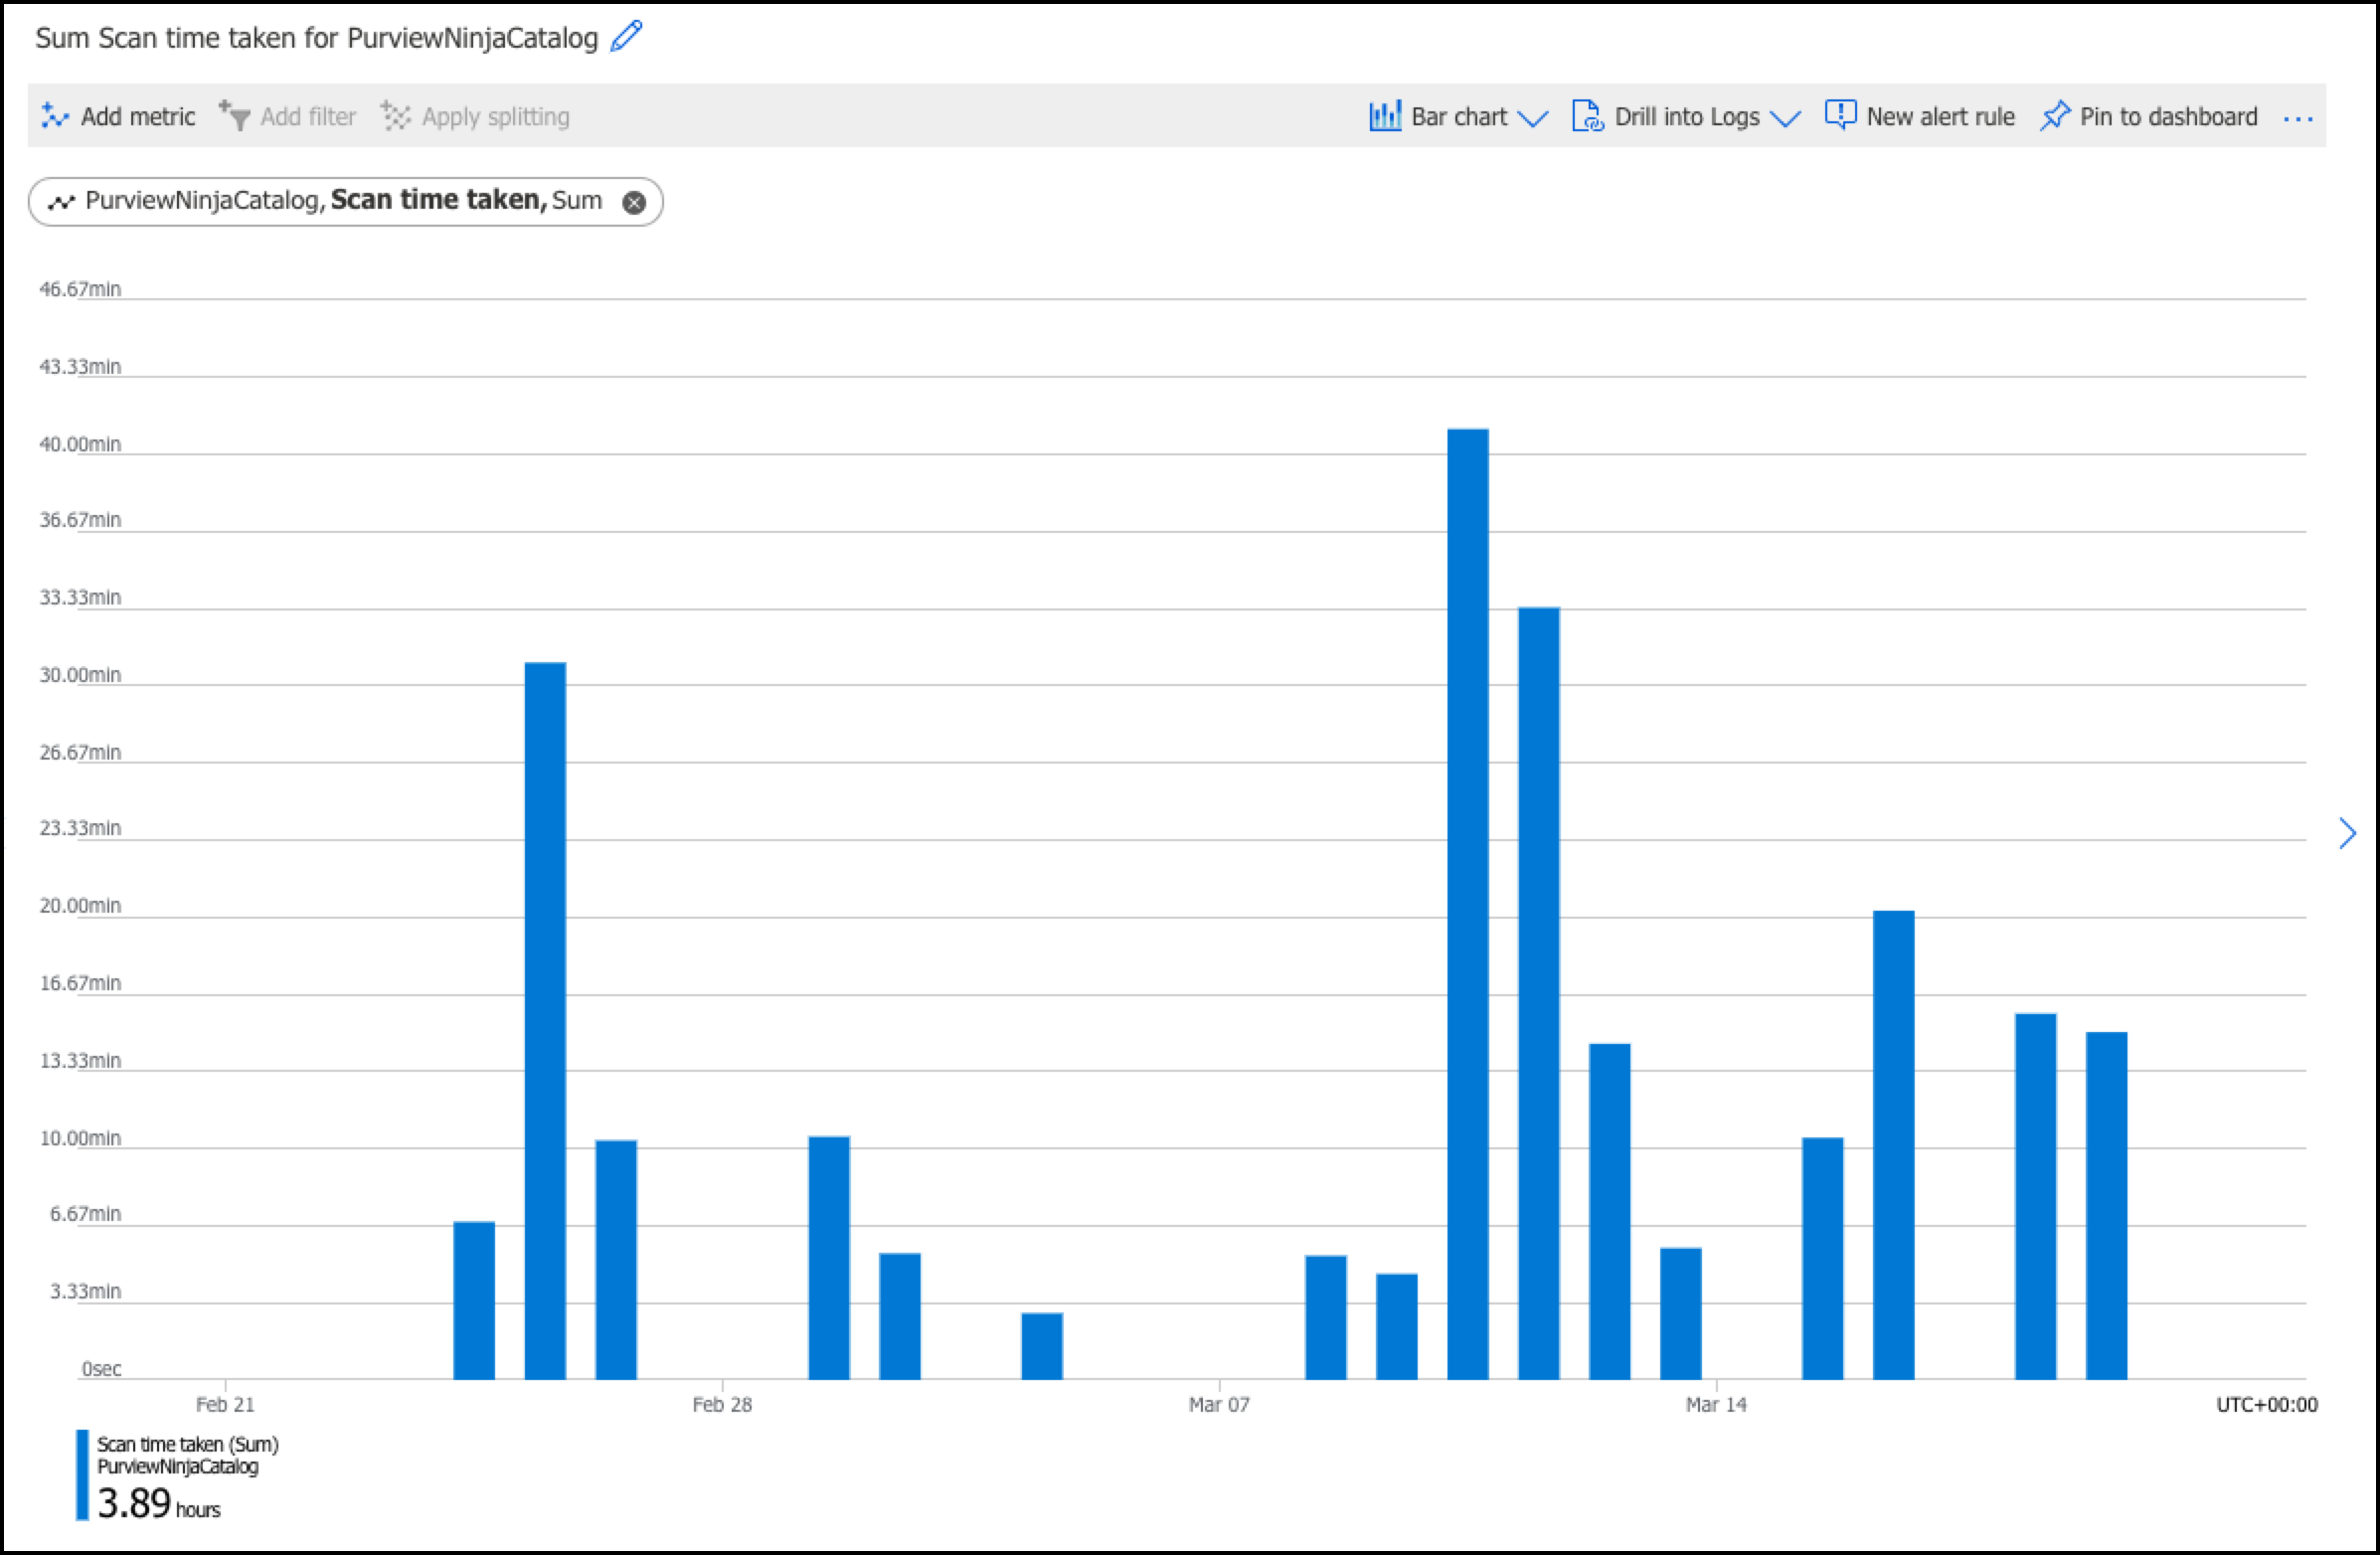 Sum Scan time taken for PurviewNinjaCatalog
Add metric Add filter Apply splitting Bar chart Drill into Logs New alert rule Pin to dashboard ...
PurviewNinjaCatalog, Scan time taken, Sum
46.67min
43.33min
40.00min
36.67min
33.33min
30.00min
26.67min
23.33min
20.00min
16.67min
13.33min
10.00min
6.67min
3.33min
0sec
Feb 21 Feb 28 Mar 07 Mar 14 UTC+00:00
Scan time taken (Sum)
PurviewNinjaCatalog
3.89 hours